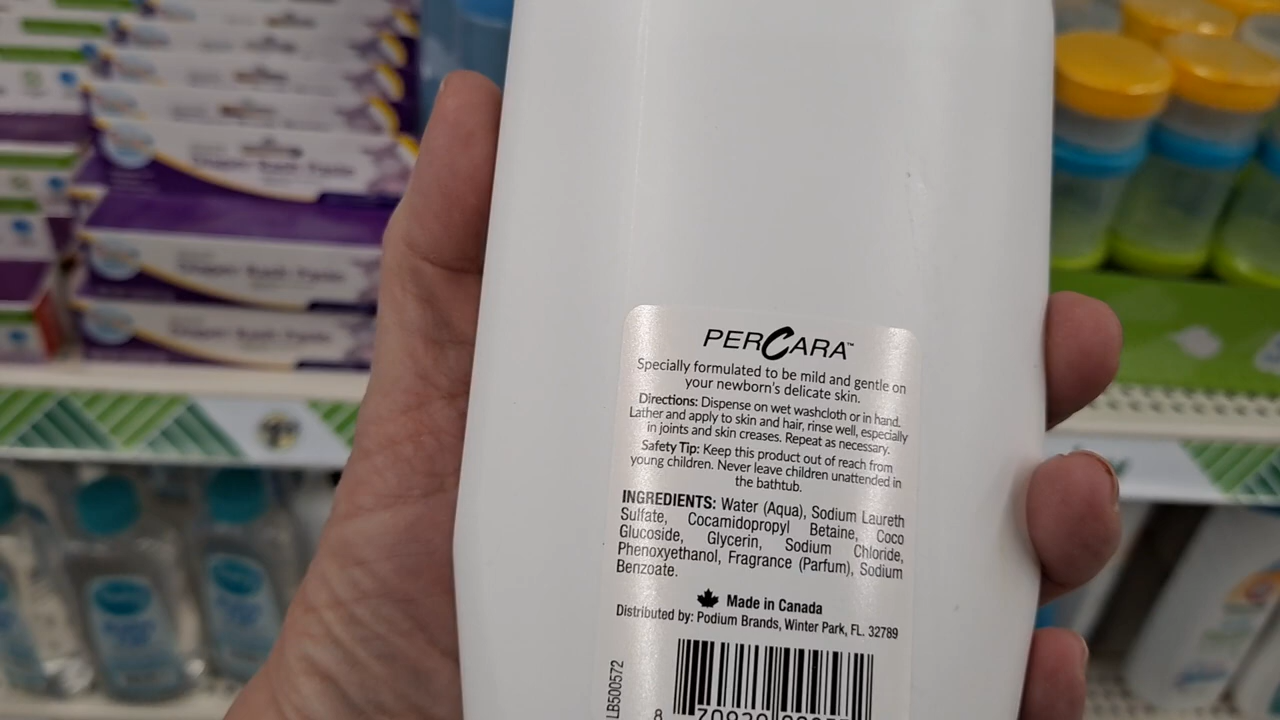 PERCARA™
Specially formulated to be mild and gentle on
your newborn's delicate skin.
Directions: Dispense on wet washcloth or in hand.
Lather and apply to skin and hair, rinse well, especially
in joints and skin creases. Repeat as necessary.
Safety Tip: Keep this product out of reach from
young children. Never leave children unattended in
the bathtub.
INGREDIENTS: Water (Aqua), Sodium Laureth
Sulfate, Cocamidopropyl Betaine, Coco
Glucoside, Glycerin, Sodium Chloride,
Phenoxyethanol, Fragrance (Parfum), Sodium
Benzoate.
Made in Canada
Distributed by: Podium Brands, Winter Park, FL. 32789
LB500572